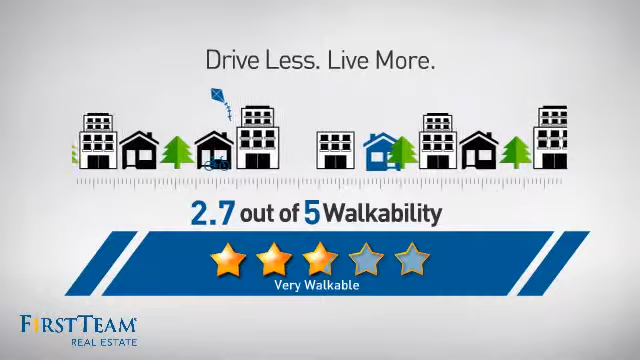 Drive Less. Live More.
2.7 out of 5 Walkability
Very Walkable
FIRSTTEAM®
REAL ESTATE